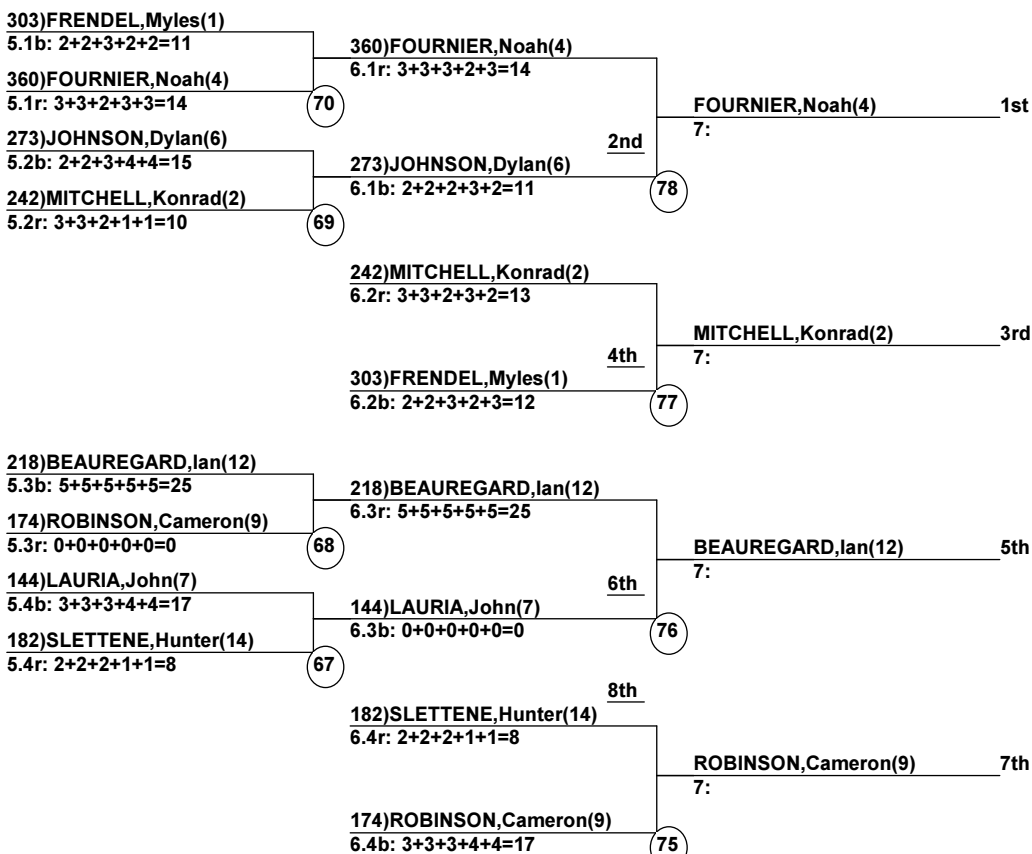 303)FRENDEL,Myles(1)
5.1b: 2+2+3+2+2=11
360)FOURNIER,Noah(4)
6.1r: 3+3+3+2+3=14
360)FOURNIER,Noah(4)
5.1r: 3+3+2+3+3=14
70
FOURNIER,Noah(4) 1st
7:
273)JOHNSON,Dylan(6)
5.2b: 2+2+3+4+4=15
2nd
273)JOHNSON,Dylan(6)
6.1b: 2+2+2+3+2=11
78
242)MITCHELL,Konrad(2)
5.2r: 3+3+2+1+1=10
69
242)MITCHELL,Konrad(2)
6.2r: 3+3+2+3+2=13
MITCHELL,Konrad(2) 3rd
7:
4th
303)FRENDEL,Myles(1)
6.2b: 2+2+3+2+3=12
77
218)BEAUREGARD,Ian(12)
5.3b: 5+5+5+5+5=25
218)BEAUREGARD,Ian(12)
6.3r: 5+5+5+5+5=25
174)ROBINSON,Cameron(9)
5.3r: 0+0+0+0+0=0
68
BEAUREGARD,Ian(12) 5th
7:
144)LAURIA,John(7)
5.4b: 3+3+3+4+4=17
6th
144)LAURIA,John(7)
6.3b: 0+0+0+0+0=0
76
182)SLETTENE,Hunter(14)
5.4r: 2+2+2+1+1=8
67
8th
182)SLETTENE,Hunter(14)
6.4r: 2+2+2+1+1=8
ROBINSON,Cameron(9) 7th
7:
174)ROBINSON,Cameron(9)
6.4b: 3+3+3+4+4=17
75